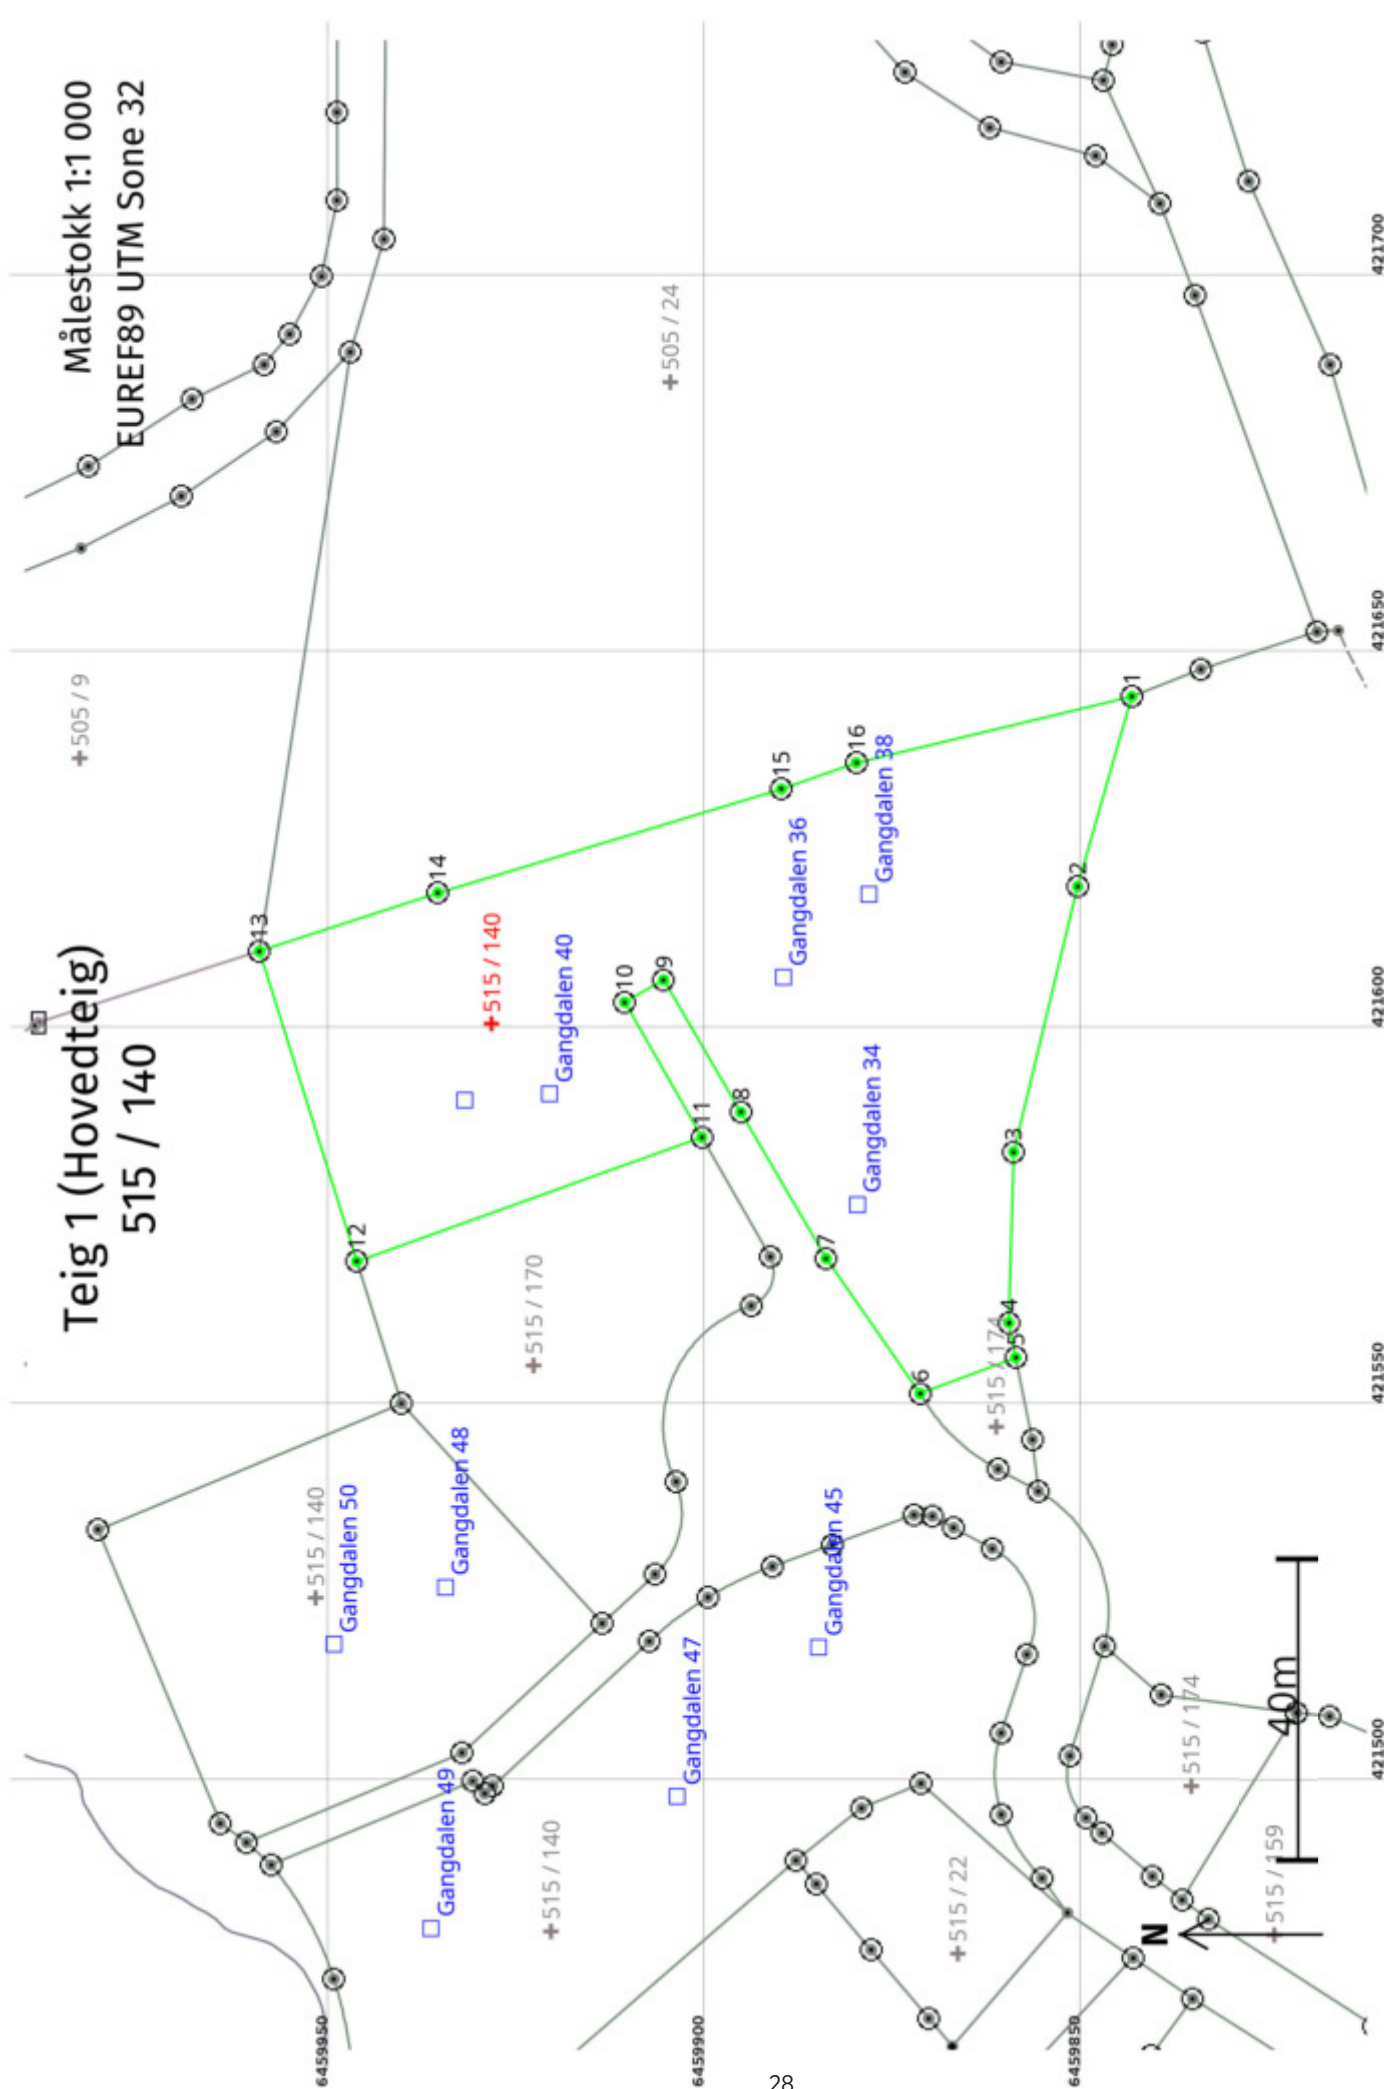 Teig 1 (Hovedteig)
515 / 140
Målestokk 1:1 000
EUREF89 UTM Sone 32
505 / 9
505 / 24
13
14
515 / 140
Gangdalen 40
15
16
Gangdalen 36
Gangdalen 38
1
2
10
9
12
11
8
7
Gangdalen 34
3
4
5
6
515 / 170
515 / 174
515 / 140
Gangdalen 50
Gangdalen 48
Gangdalen 45
Gangdalen 47
Gangdalen 49
515 / 140
515 / 22
515 / 174
515 / 159
40m
N
421700
421650
421600
421550
421500
6459950
6459900
6459850
28